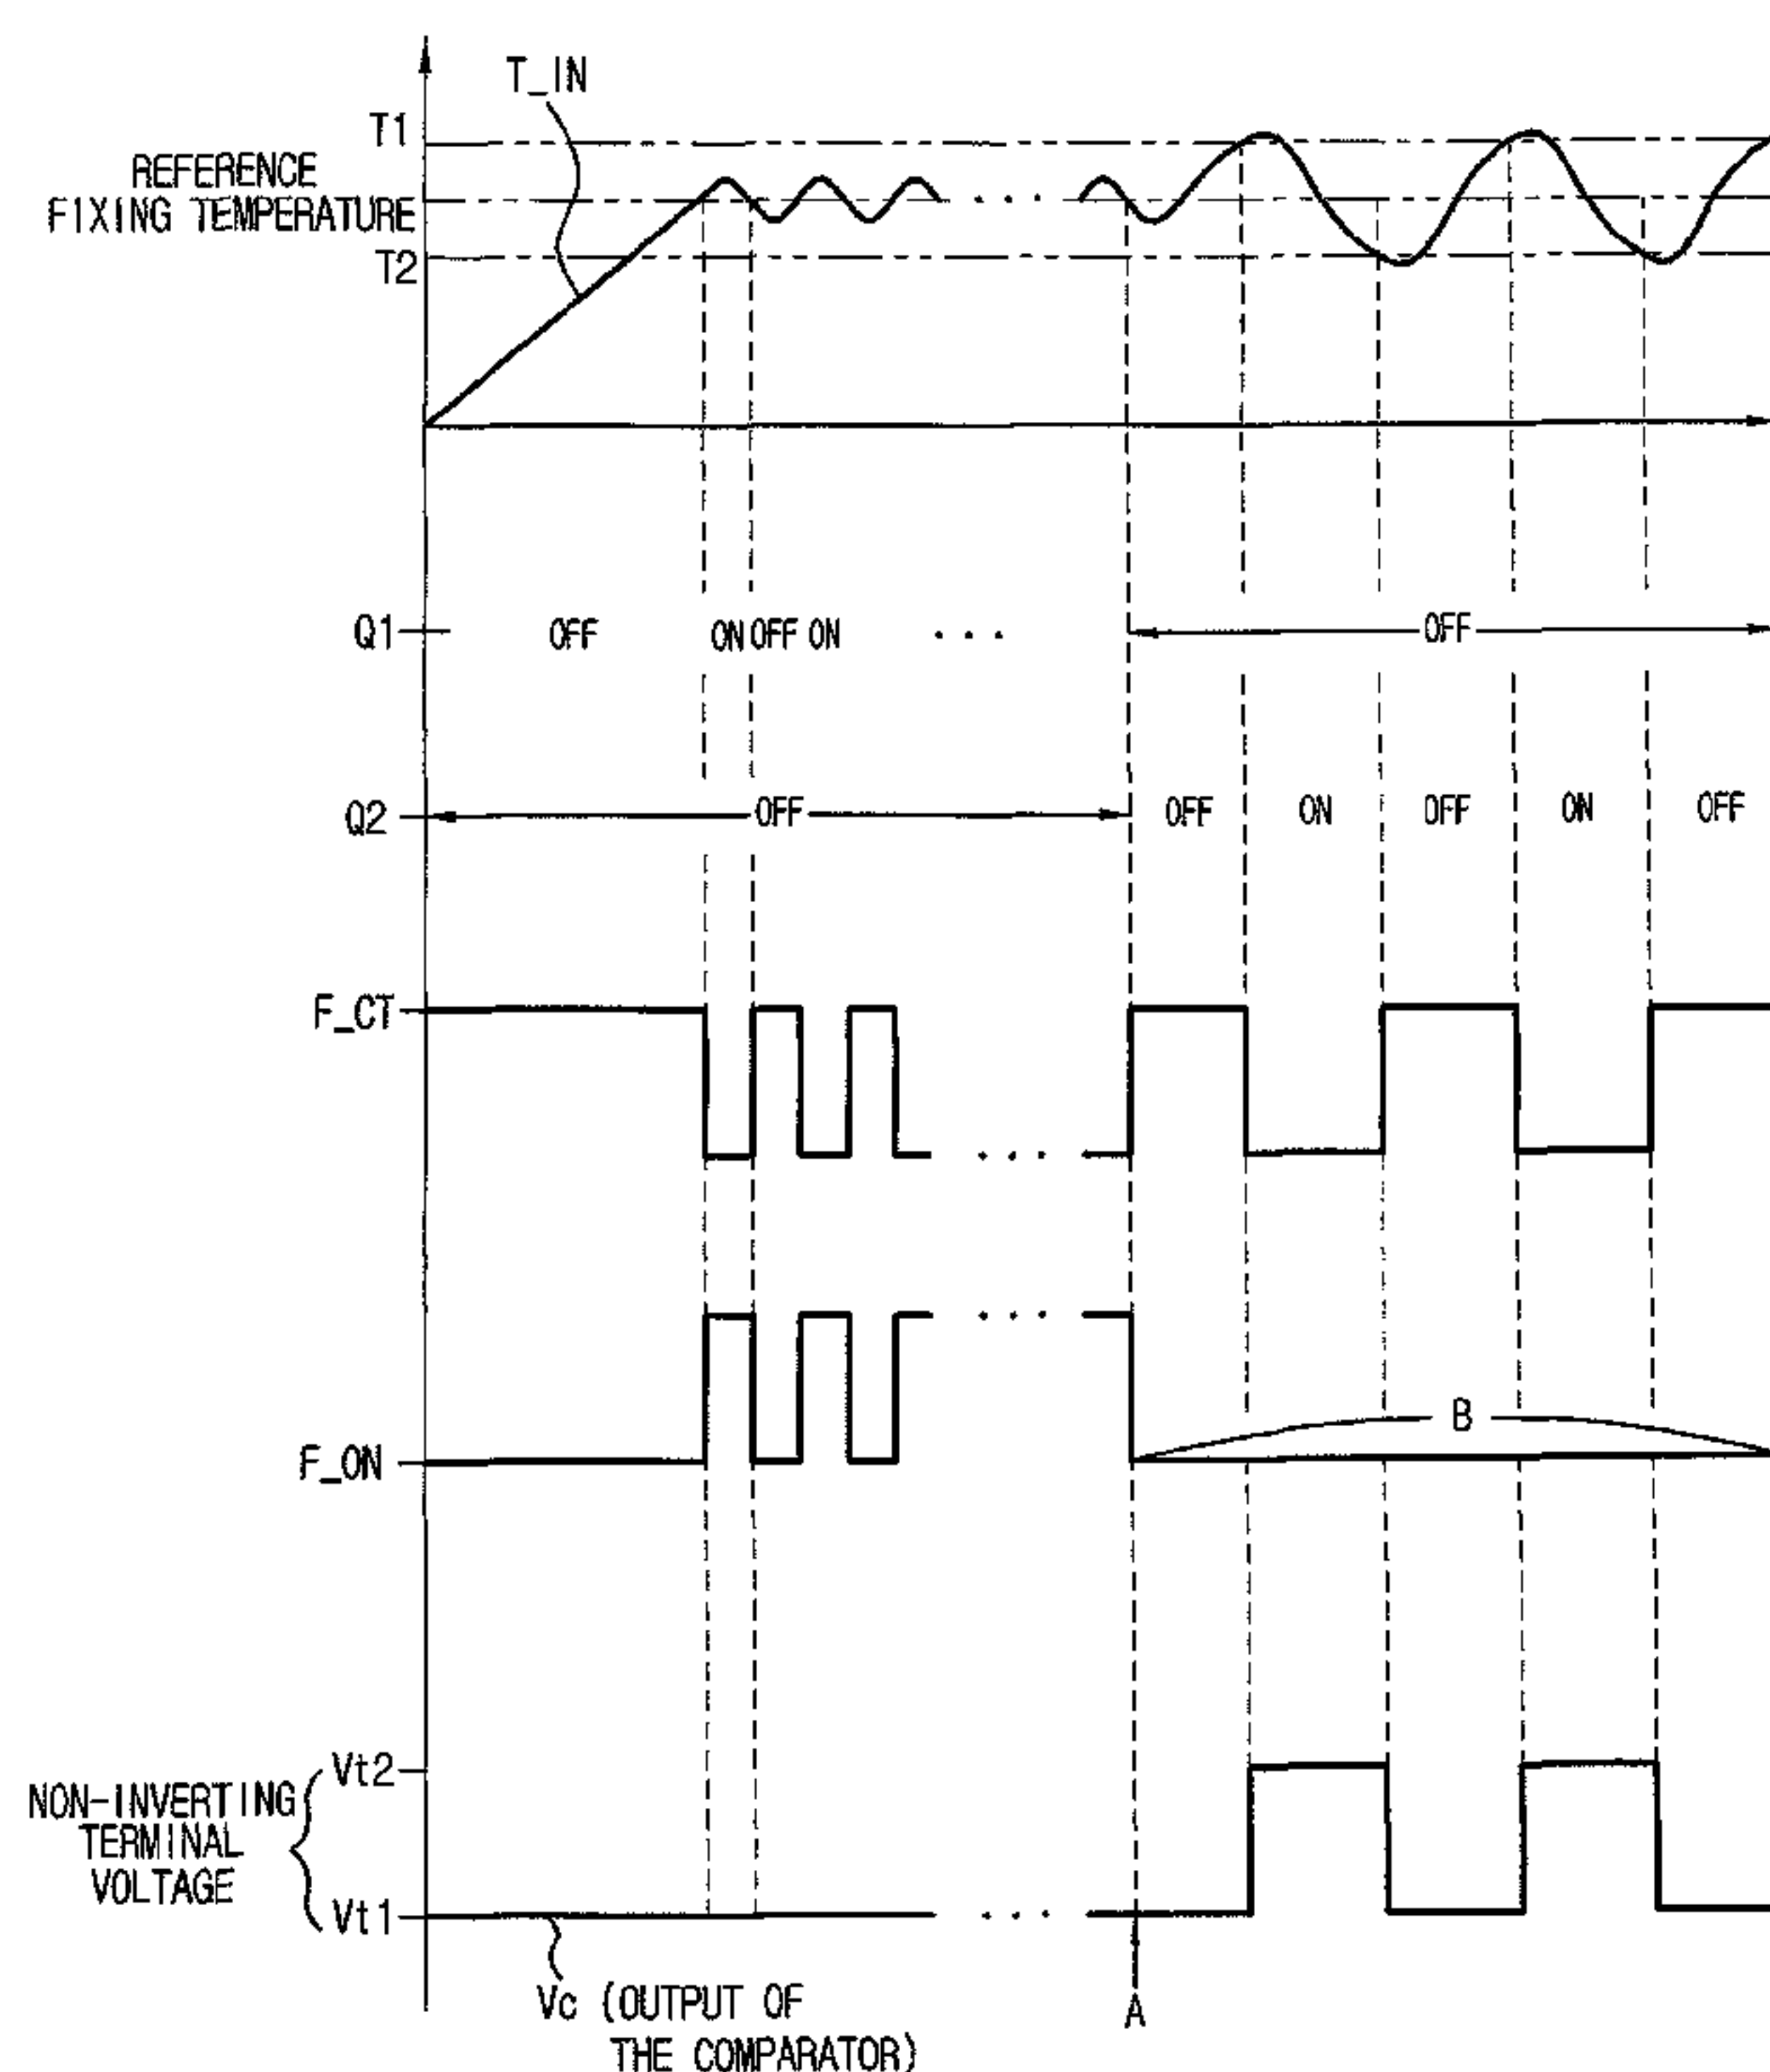 T_IN
T1
REFERENCE
FIXING TEMPERATURE
T2
Q1
OFF
ON OFF ON
OFF
Q2
OFF
OFF
ON
OFF
ON
OFF
F_CT
F_ON
B
NON-INVERTING
TERMINAL
VOLTAGE
Vt2
Vt1
Vc (OUTPUT OF
THE COMPARATOR)
A